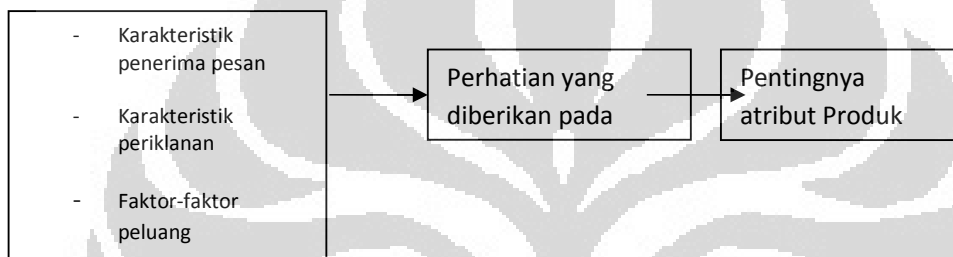 - Karakteristik
penerima pesan
- Karakteristik
periklanan
- Faktor-faktor
peluang
Perhatian yang
diberikan pada
Pentingnya
atribut Produk